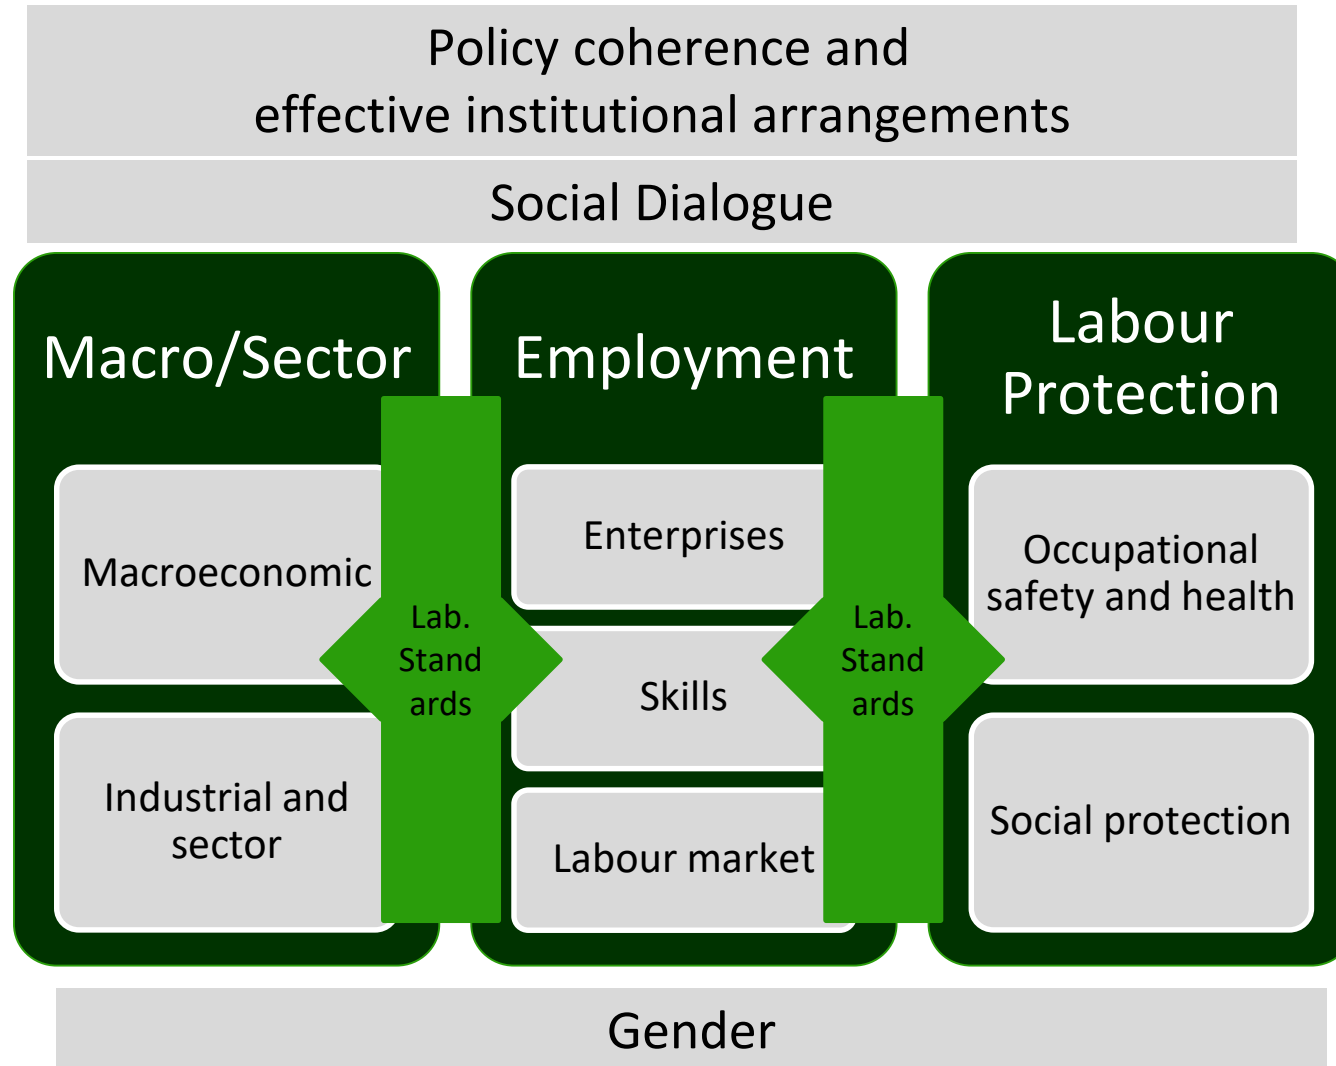 Policy coherence and
effective institutional arrangements
Social Dialogue
Macro/Sector
Macroeconomic
Industrial and
sector
Lab.
Stand
ards
Employment
Enterprises
Skills
Labour market
Lab.
Stand
ards
Labour
Protection
Occupational
safety and health
Social protection
Gender